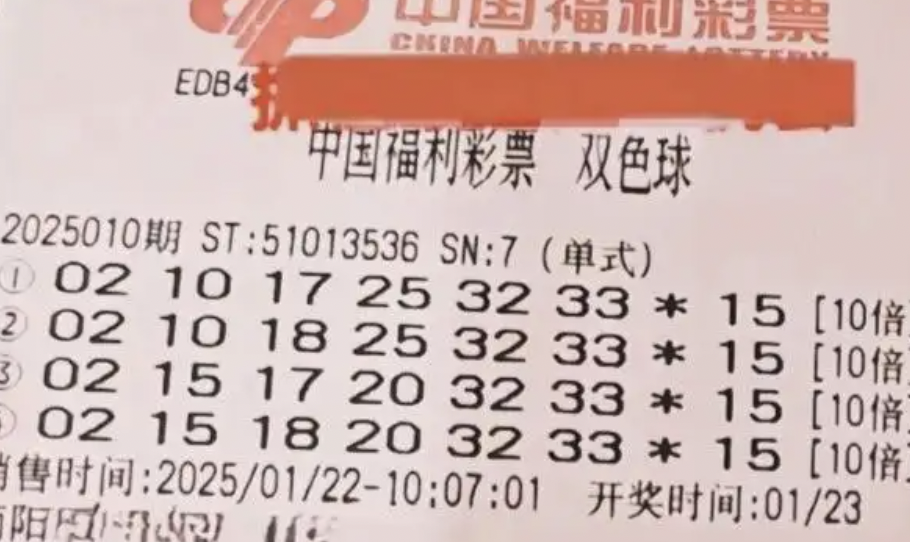 中国福利彩票
CHINA WELFARE LOTTERY
EDB4
中国福利彩票 双色球
2025010期 ST:51013536 SN:7 (单式)
① 02 10 17 25 32 33 * 15 [10倍]
② 02 10 18 25 32 33 * 15 [10倍]
③ 02 15 17 20 32 33 * 15 [10倍]
02 15 18 20 32 33 * 15 [10倍]
销售时间:2025/01/22-10:07:01 开奖时间:01/23